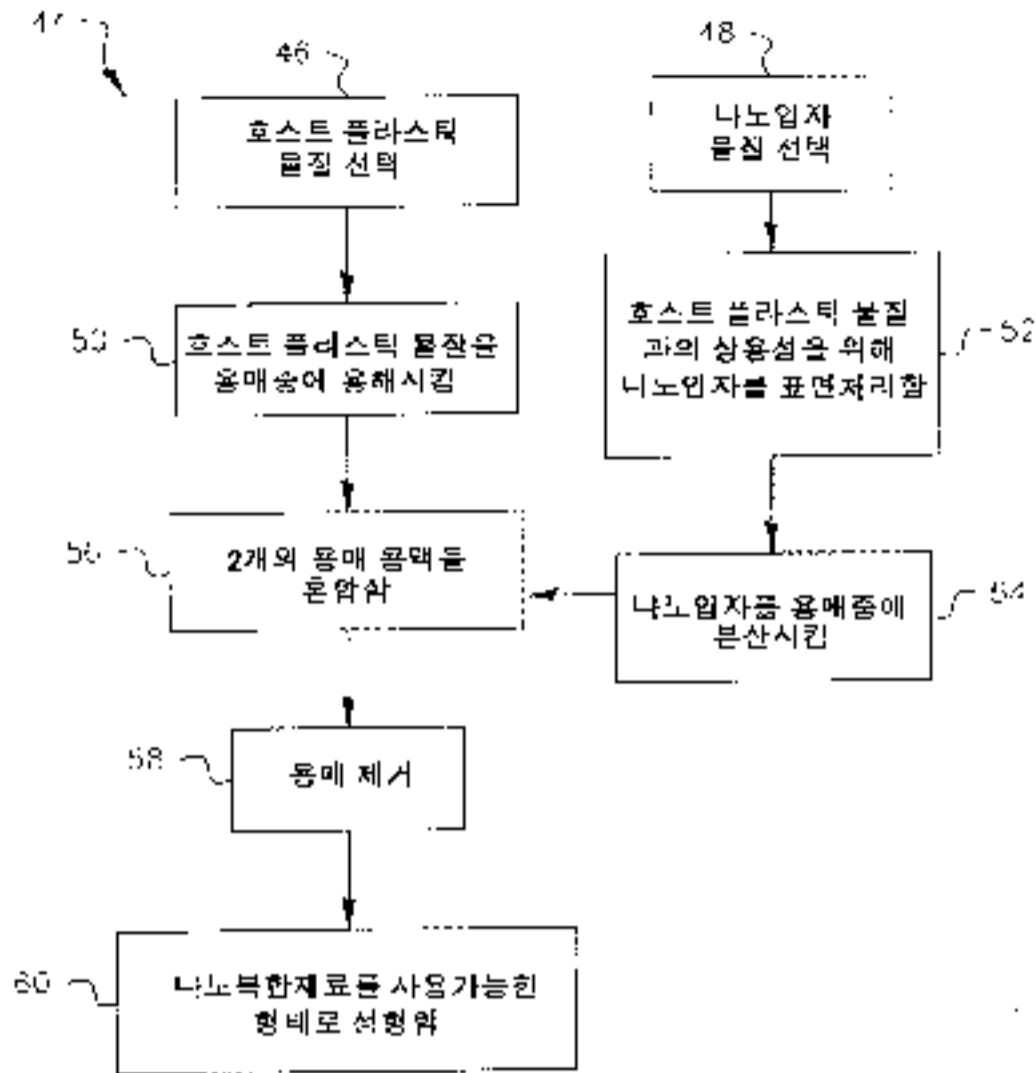 46
호스트 플라스틱
물질 선택
48
나노입자
물질 선택
50
호스트 플라스틱 물질을
용매중에 용해시킴
호스트 플라스틱 물질
과의 상용성을 위해
나노입자를 표면처리함
52
56
2개의 용매 용액을
혼합함
나노입자를 용매중에
분산시킴
54
58
용매 제거
60
나노복합재료를 사용가능한
형태로 성형함